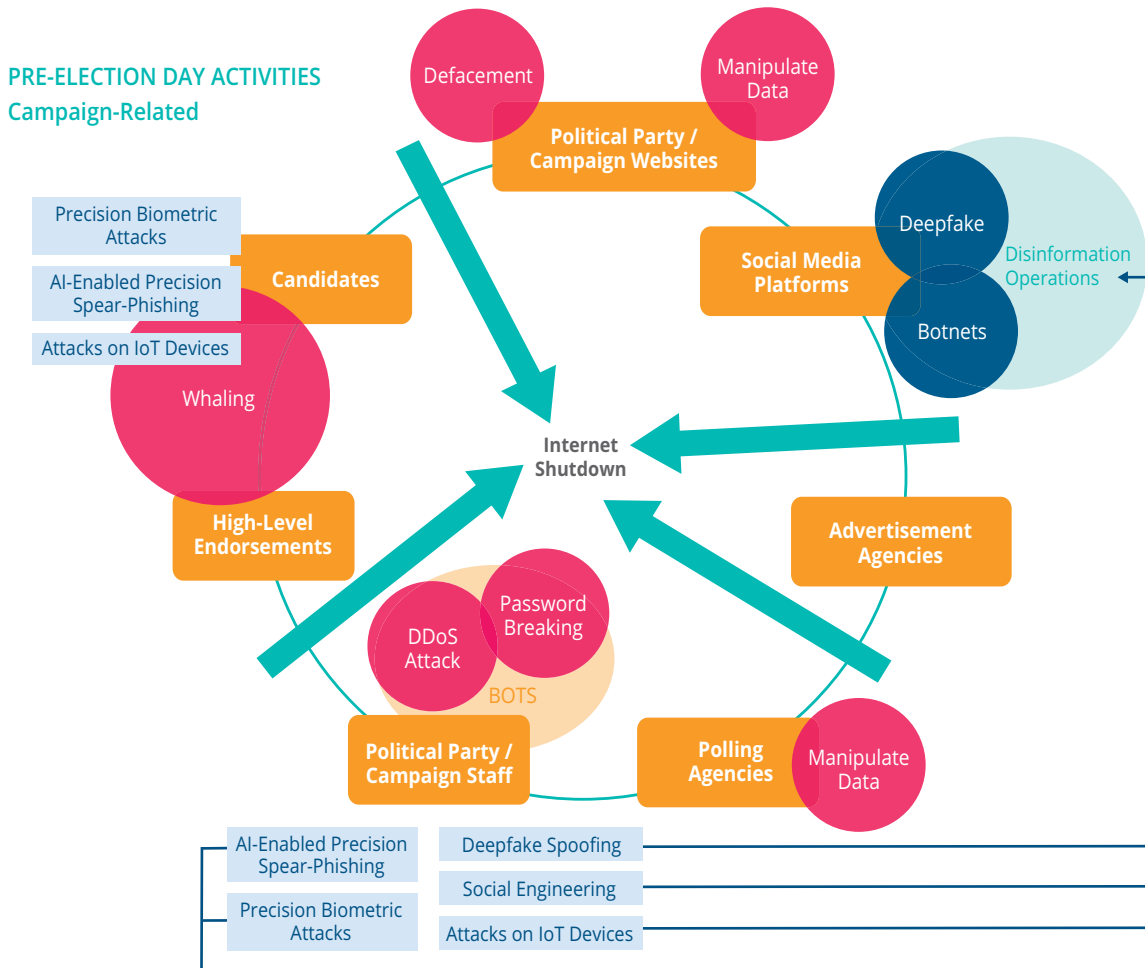 PRE-ELECTION DAY ACTIVITIES
Campaign-Related
Defacement
Manipulate
Data
Political Party /
Campaign Websites
Precision Biometric
Attacks
AI-Enabled Precision
Spear-Phishing
Attacks on IoT Devices
Candidates
Whaling
Social Media
Platforms
Deepfake
Botnets
Disinformation
Operations
Internet
Shutdown
High-Level
Endorsements
Advertisement
Agencies
DDoS
Attack
Password
Breaking
BOTS
Political Party /
Campaign Staff
Polling
Agencies
Manipulate
Data
AI-Enabled Precision
Spear-Phishing
Precision Biometric
Attacks
Deepfake Spoofing
Social Engineering
Attacks on IoT Devices